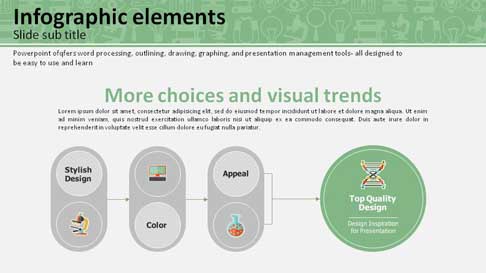 Infographic elements
Slide sub title
Powerpoint ofqfers word processing, outlining, drawing, graphing, and presentation management tools- all designed to
be easy to use and learn
More choices and visual trends
Lorem ipsum dolor sit amet, consectetur adipisicing elit, sed do eiusmod tempor incididunt ut labore et dolore magna aliqua. Ut enim
ad minim veniam, quis nostrud exercitation ullamco laboris nisi ut aliquip ex ea commodo consequat. Duis aute irure dolor in
reprehenderit in voluptate velit esse cillum dolore eu fugiat nulla pariatur.
Stylish
Design
Color
Appeal
Top Quality
Design
Design Inspiration
for Presentation